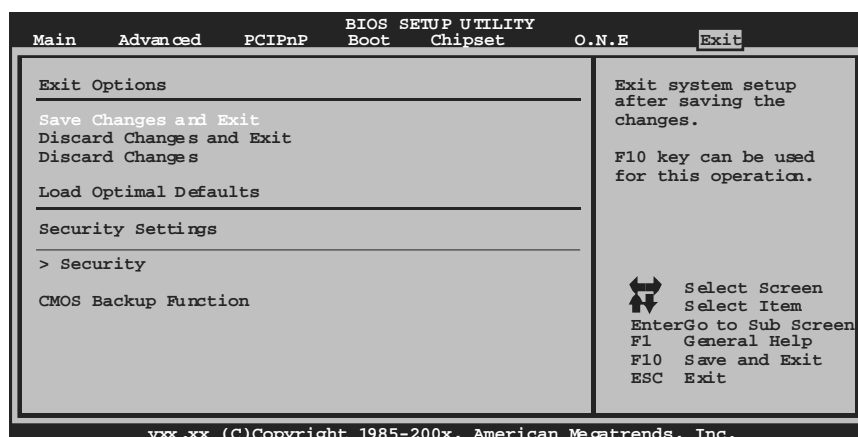 BIOS SETUP UTILITY
Main Advanced PCIPnP Boot Chipset O.N.E Exit
Exit Options
Save Changes and Exit
Discard Changes and Exit
Discard Changes
Load Optimal Defaults
Security Settings
> Security
CMOS Backup Function
Exit system setup
after saving the
changes.
F10 key can be used
for this operation.
Select Screen
Select Item
EnterGo to Sub Screen
F1 General Help
F10 Save and Exit
ESC Exit
vxx.xx (C)Copyright 1985-200x, American Megatrends, Inc.